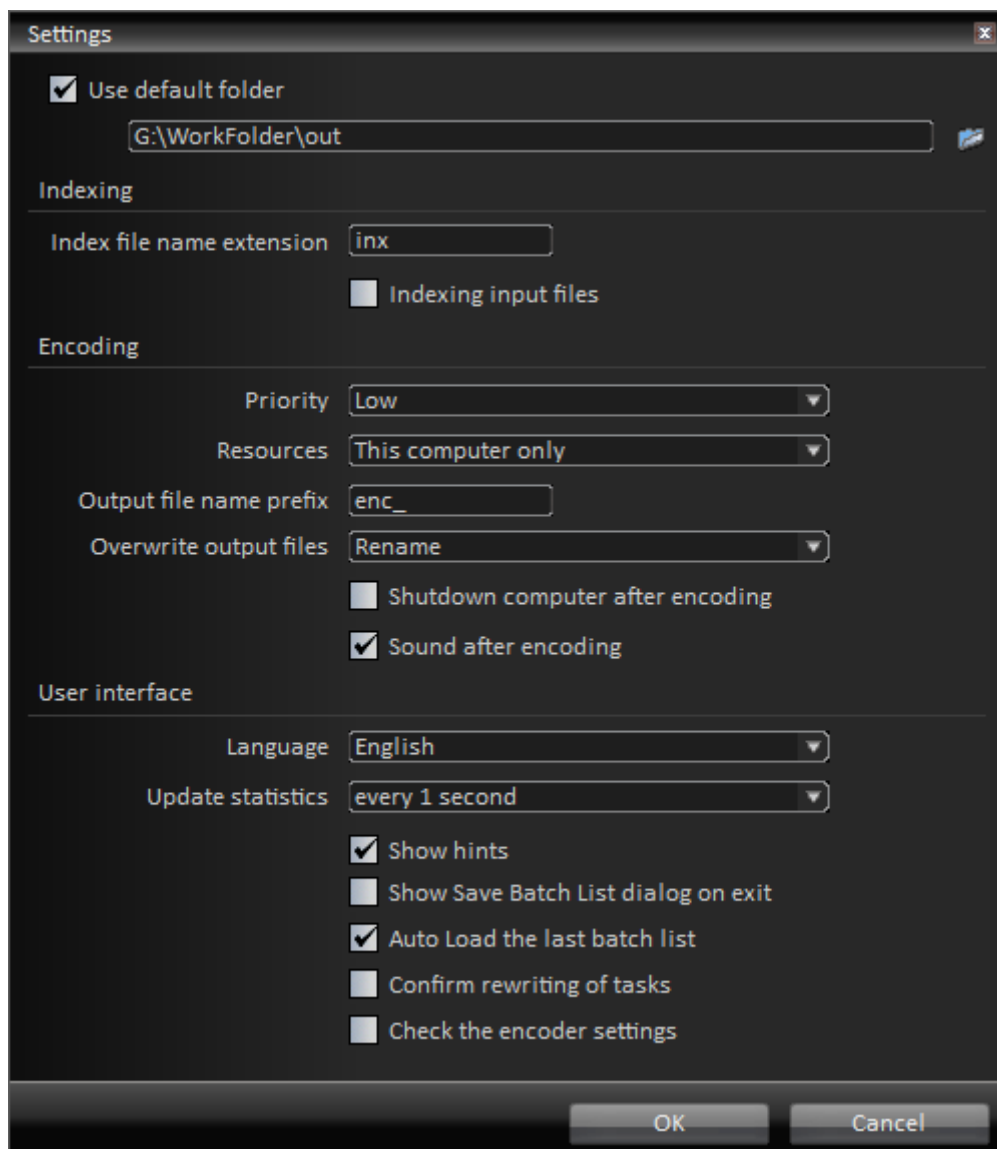 Settings
Use default folder
G:\WorkFolder\out
Indexing
Index file name extension inx
Indexing input files
Encoding
Priority Low
Resources This computer only
Output file name prefix enc_
Overwrite output files Rename
Shutdown computer after encoding
Sound after encoding
User interface
Language English
Update statistics every 1 second
Show hints
Show Save Batch List dialog on exit
Auto Load the last batch list
Confirm rewriting of tasks
Check the encoder settings
OK Cancel